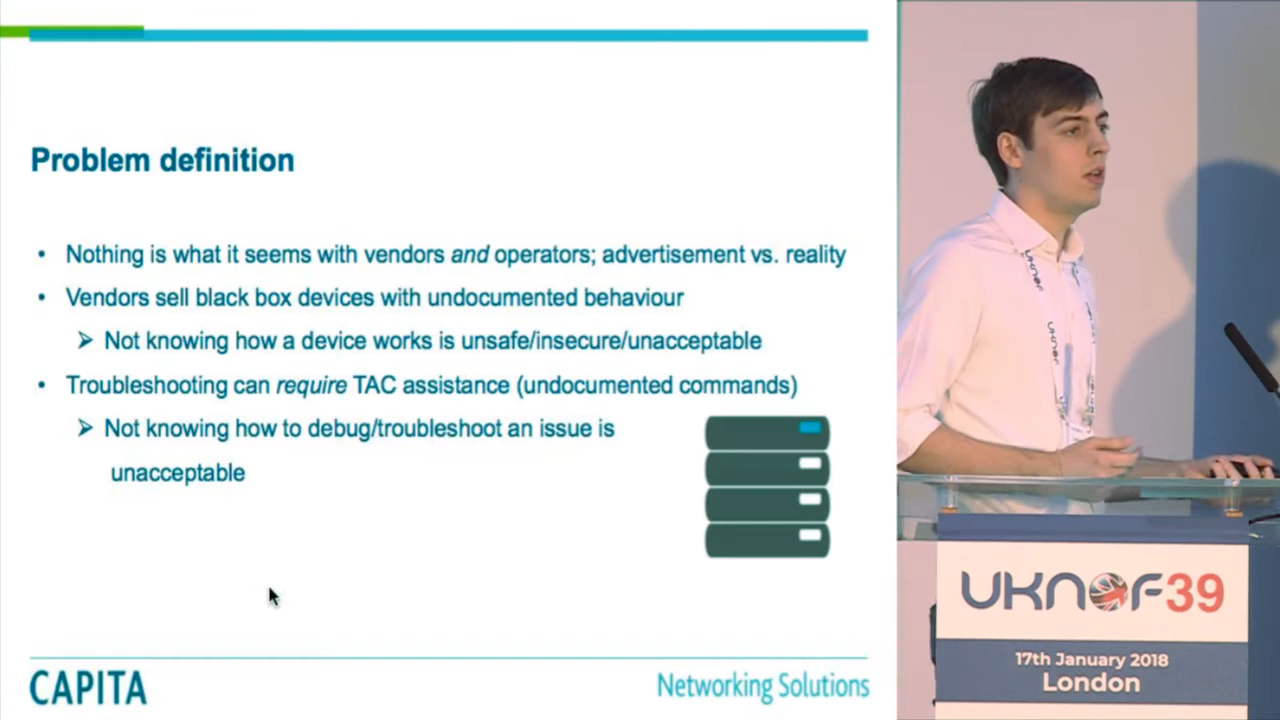 Problem definition
• Nothing is what it seems with vendors and operators; advertisement vs. reality
• Vendors sell black box devices with undocumented behaviour
➢ Not knowing how a device works is unsafe/insecure/unacceptable
• Troubleshooting can require TAC assistance (undocumented commands)
➢ Not knowing how to debug/troubleshoot an issue is
unacceptable
CAPITA
Networking Solutions
UKNOF
UKNOF
UKNOF39
17th January 2018
London